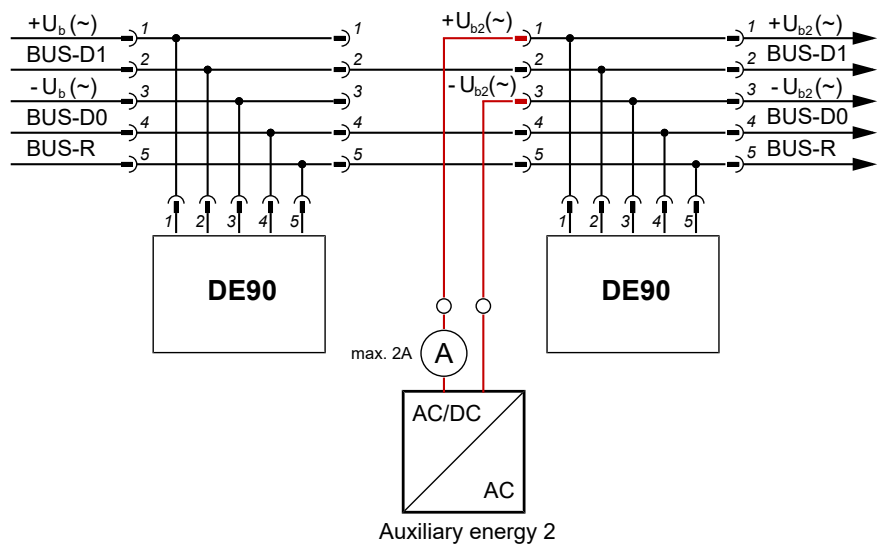 +Ub (~) 1 1 +Ub2(~) 1 1 +Ub2(~)
BUS-D1 2 2 2 2 BUS-D1
- Ub (~) 3 3 - Ub2(~) 3 3 - Ub2(~)
BUS-D0 4 4 4 4 BUS-D0
BUS-R 5 5 5 5 BUS-R
1 2 3 4 5 1 2 3 4 5
DE90 DE90
max. 2A A
AC/DC
AC
Auxiliary energy 2